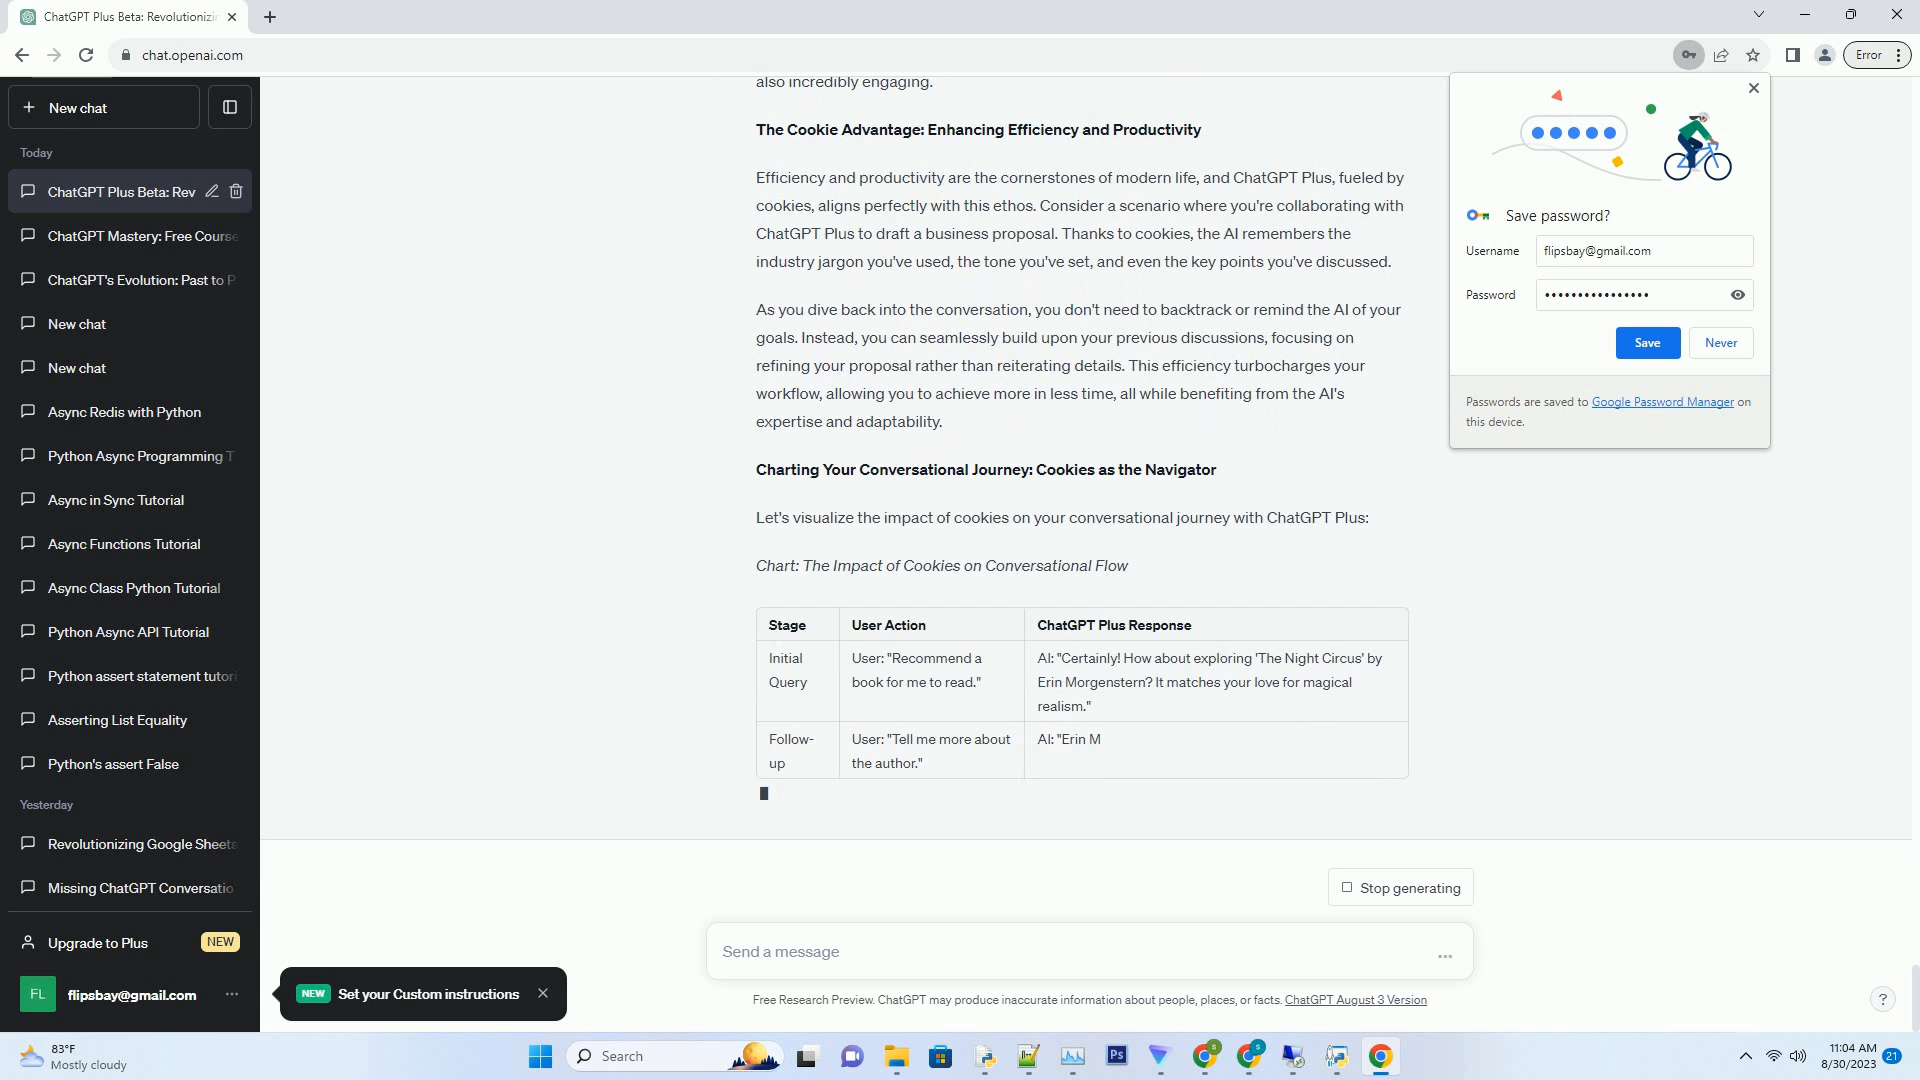 ChatGPT Plus Beta: Revolutionizin
chat.openai.com
Error
New chat
Today
ChatGPT Plus Beta: Rev
ChatGPT Mastery: Free Course
ChatGPT's Evolution: Past to P
New chat
New chat
Async Redis with Python
Python Async Programming T
Async in Sync Tutorial
Async Functions Tutorial
Async Class Python Tutorial
Python Async API Tutorial
Python assert statement tutori
Asserting List Equality
Python's assert False
Yesterday
Revolutionizing Google Sheets
Missing ChatGPT Conversatio
Upgrade to Plus NEW
FL flipsbay@gmail.com
also incredibly engaging.
The Cookie Advantage: Enhancing Efficiency and Productivity
Efficiency and productivity are the cornerstones of modern life, and ChatGPT Plus, fueled by
cookies, aligns perfectly with this ethos. Consider a scenario where you're collaborating with
ChatGPT Plus to draft a business proposal. Thanks to cookies, the AI remembers the
industry jargon you've used, the tone you've set, and even the key points you've discussed.
As you dive back into the conversation, you don't need to backtrack or remind the AI of your
goals. Instead, you can seamlessly build upon your previous discussions, focusing on
refining your proposal rather than reiterating details. This efficiency turbocharges your
workflow, allowing you to achieve more in less time, all while benefiting from the AI's
expertise and adaptability.
Charting Your Conversational Journey: Cookies as the Navigator
Let's visualize the impact of cookies on your conversational journey with ChatGPT Plus:
Chart: The Impact of Cookies on Conversational Flow
Stage User Action ChatGPT Plus Response
Initial User: "Recommend a AI: "Certainly! How about exploring 'The Night Circus' by
Query book for me to read." Erin Morgenstern? It matches your love for magical
realism."
Follow- User: "Tell me more about AI: "Erin M
up the author."
Stop generating
Send a message
Free Research Preview. ChatGPT may produce inaccurate information about people, places, or facts. ChatGPT August 3 Version
NEW Set your Custom instructions
?
Save password?
Username flipsbay@gmail.com
Password ••••••••••••••••
Save Never
Passwords are saved to Google Password Manager on
this device.
83°F
Mostly cloudy
Search
Ps
S
S
11:04 AM
8/30/2023
21